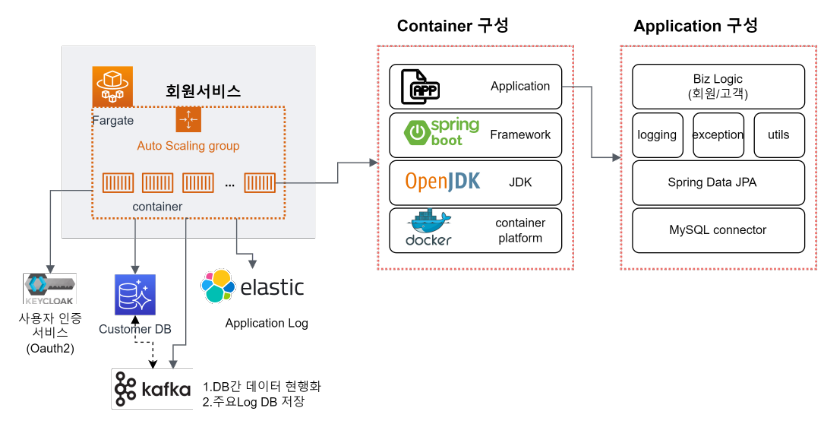 Container 구성
Application 구성
회원서비스
Fargate
Auto Scaling group
...
container
KEYCLOAK
사용자 인증
서비스
(Oauth2)
Customer DB
elastic
Application Log
kafka
1.DB간 데이터 현행화
2.주요Log DB 저장
APP
Application
spring
boot
Framework
OpenJDK
JDK
docker
container
platform
Biz Logic
(회원/고객)
logging
exception
utils
Spring Data JPA
MySQL connector